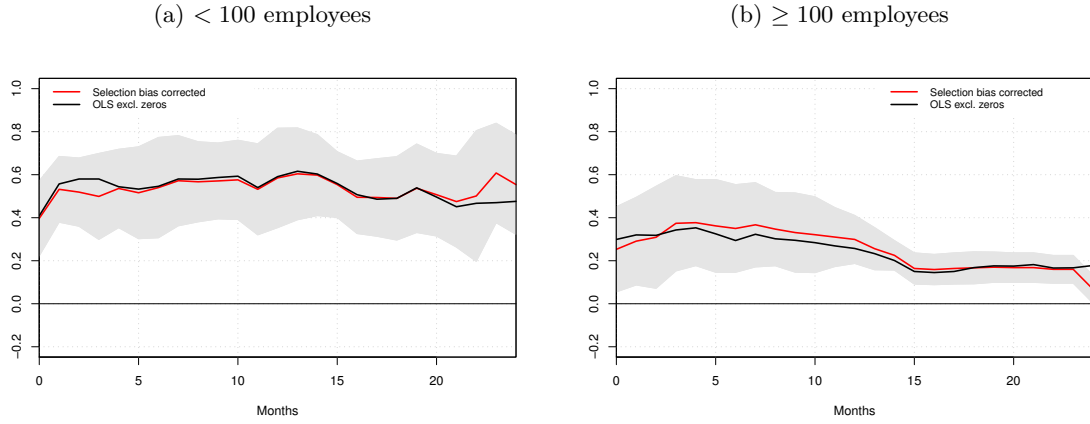 (a) < 100 employees
(b) ≥ 100 employees
Selection bias corrected
OLS excl. zeros
1.0
0.8
0.6
0.4
0.2
0.0
−0.2
0 5 10 15 20
Months
Selection bias corrected
OLS excl. zeros
1.0
0.8
0.6
0.4
0.2
0.0
−0.2
0 5 10 15 20
Months